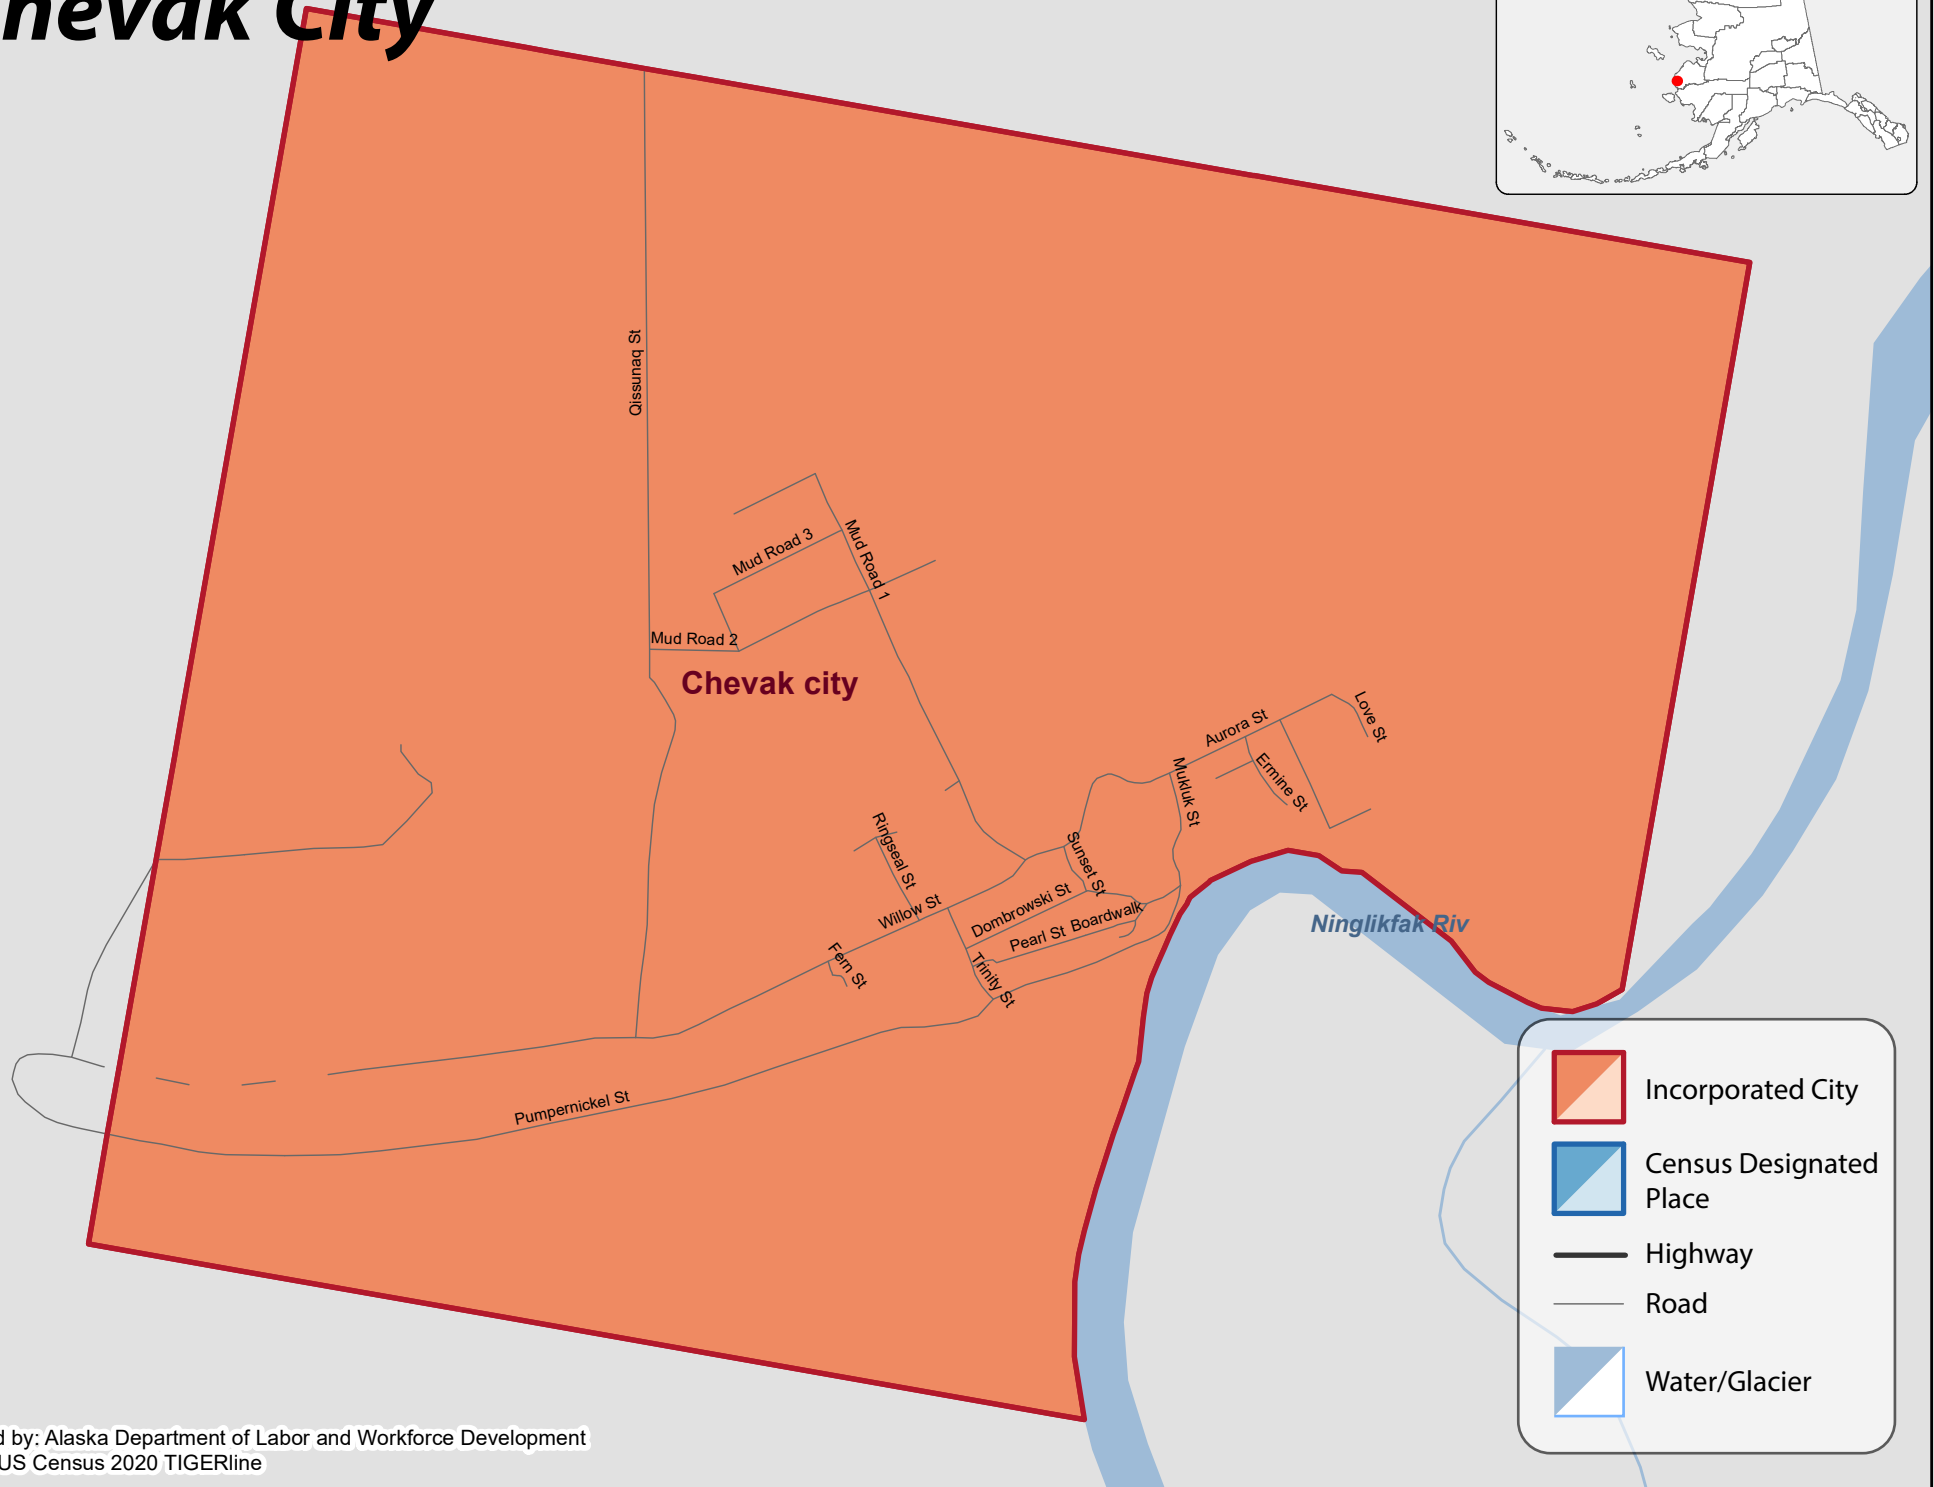 hevak City
Qissunaq St
Mud Road 3
Mud Road 1
Mud Road 2
Chevak city
Love St
Aurora St
Ermine St
Mukluk St
Ringseal St
Sunset St
Willow St
Dombrowski St
Pearl St Boardwalk
Fern St
Trinity St
Ninglikfak Riv
Pumpernickel St
Incorporated City
Census Designated
Place
Highway
Road
Water/Glacier
d by: Alaska Department of Labor and Workforce Development
US Census 2020 TIGERline